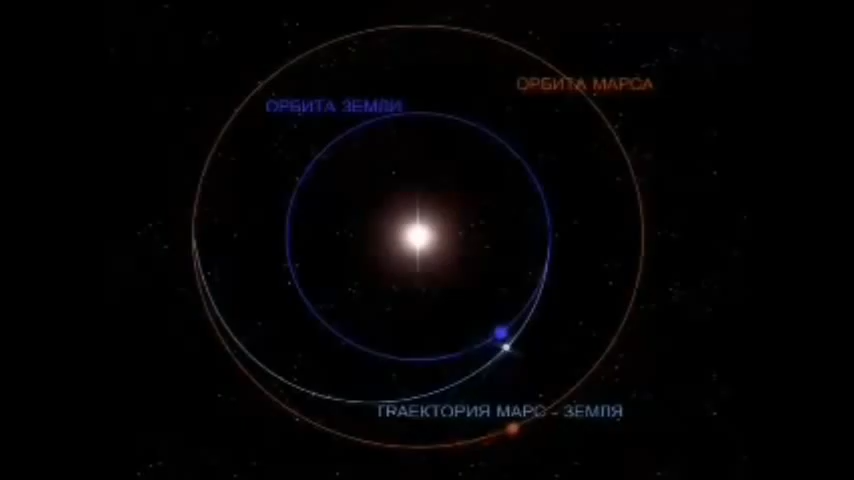 ОРБИТА МАРСА
ОРБИТА ЗЕМЛИ
ТРАЕКТОРИЯ МАРС - ЗЕМЛЯ